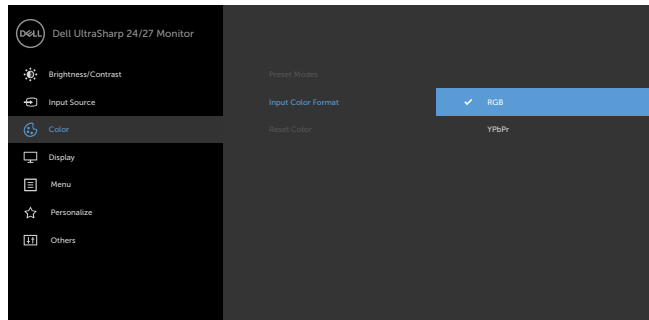 DELL
Dell UltraSharp 24/27 Monitor
Brightness/Contrast
Input Source
Color
Display
Menu
Personalize
Others
Preset Modes
Input Color Format
Reset Color
RGB
YPbPr